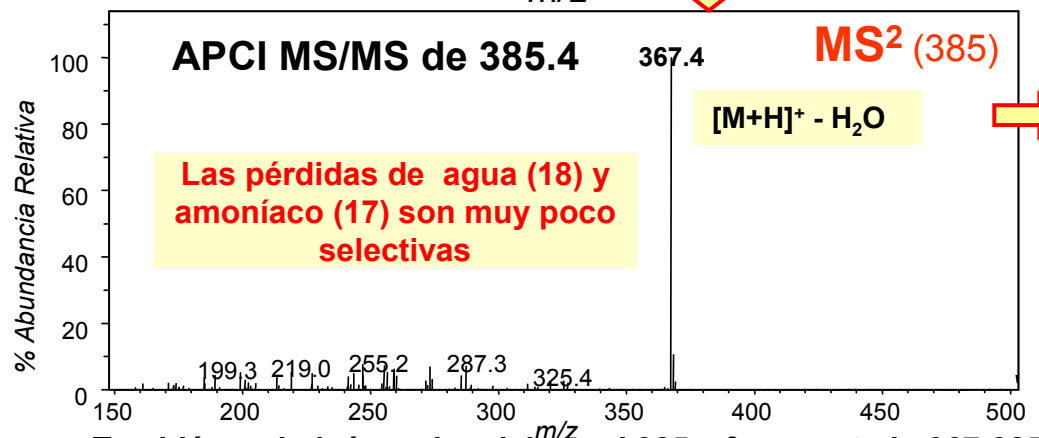 m/z
APCI MS/MS de 385.4
367.4
MS² (385)
[M+H]⁺ - H₂O
Las pérdidas de agua (18) y
amoníaco (17) son muy poco
selectivas
% Abundancia Relativa
100
80
60
40
20
0
199.3
219.0
255.2
287.3
325.4
150
200
250
300
350
400
450
500
m/z